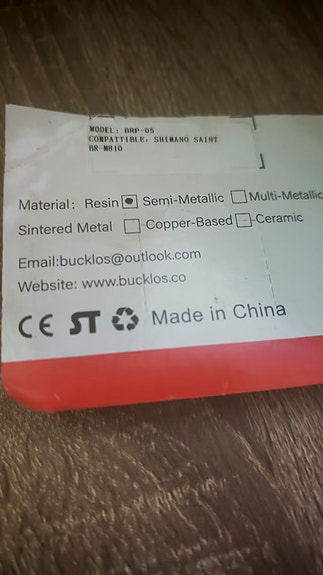 MODEL: BRP-05
COMPATTIBLE: SHIMANO SAINT
BR-M810
Material: Resin Semi-Metallic Multi-Metallic
Sintered Metal Copper-Based Ceramic
Email:bucklos@outlook.com
Website: www.bucklos.co
CE ST Made in China